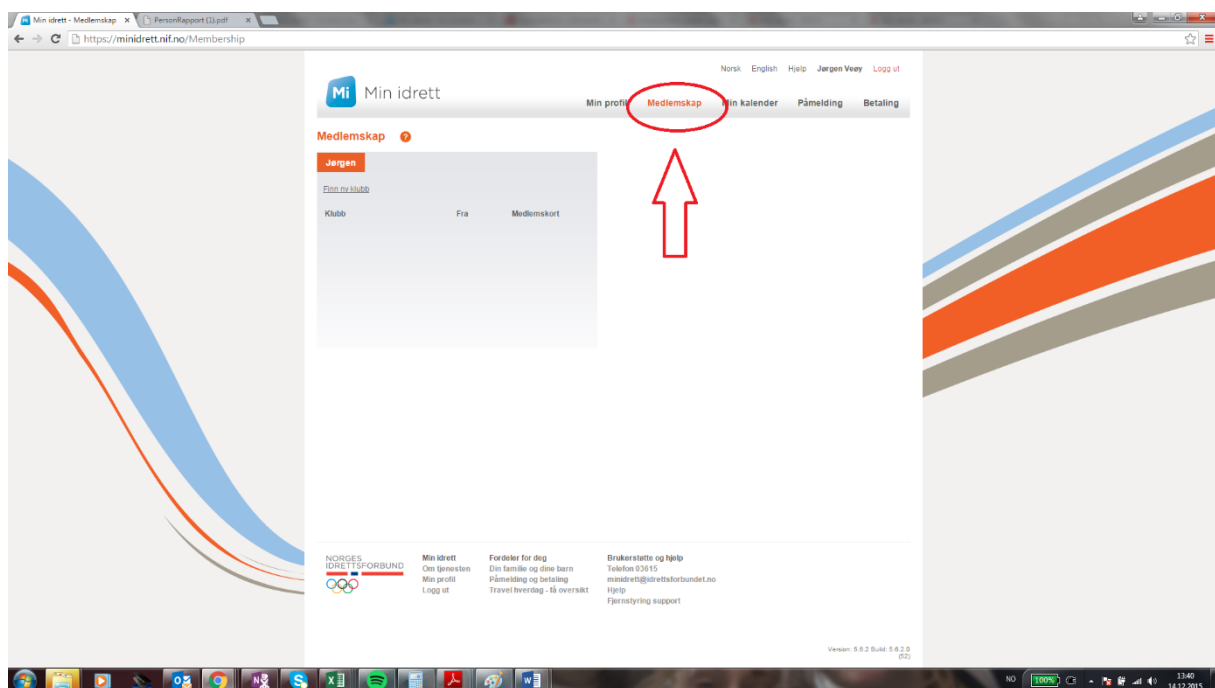 Min idrett - Medlemskap
PersonRapport (1).pdf
https://minidrett.nif.no/Membership
Norsk English Hjelp Jørgen Veøy Logg ut
Mi Min idrett
Min profil Medlemskap Min kalender Påmelding Betaling
Medlemskap ?
Jørgen
Finn ny klubb
Klubb Fra Medlemskort
NORGES
IDRETTSFORBUND
Min idrett
Om tjenesten
Min profil
Logg ut
Fordeler for deg
Din familie og dine barn
Påmelding og betaling
Travel hverdag - få oversikt
Brukerstøtte og hjelp
Telefon 03615
minidrett@idrettsforbundet.no
Hjelp
Fjernstyring support
Version: 5.6.2 Build: 5.6.2.0
(52)
NO 100% 13:40
14.12.2015